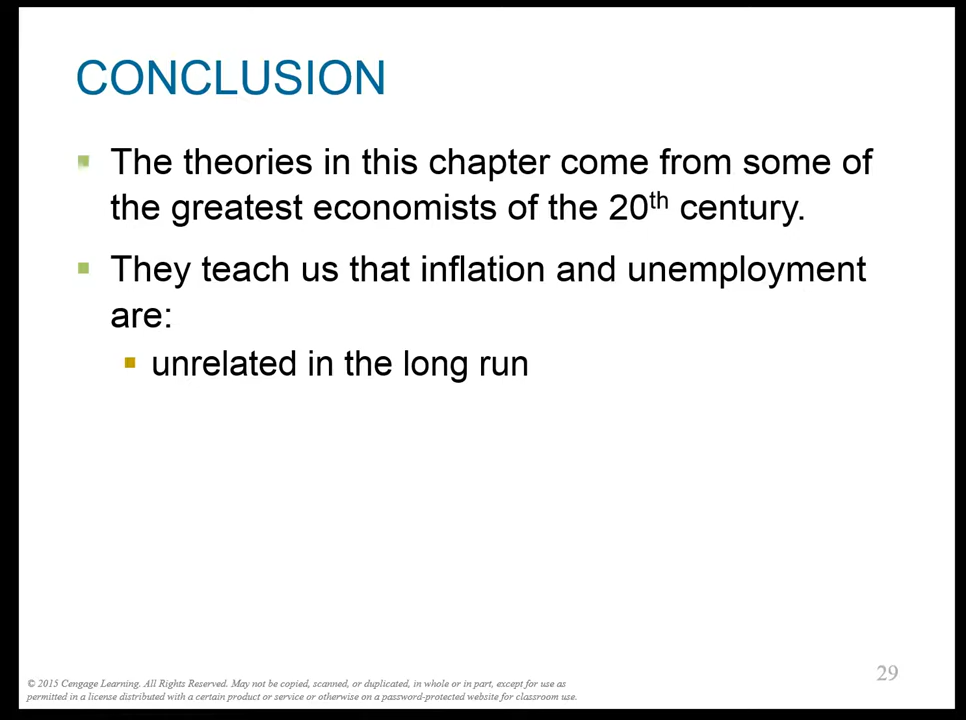 CONCLUSION
▪ The theories in this chapter come from some of
the greatest economists of the 20th century.
▪ They teach us that inflation and unemployment
are:
▪ unrelated in the long run
29
© 2015 Cengage Learning. All Rights Reserved. May not be copied, scanned, or duplicated, in whole or in part, except for use as
permitted in a license distributed with a certain product or service or otherwise on a password-protected website for classroom use.